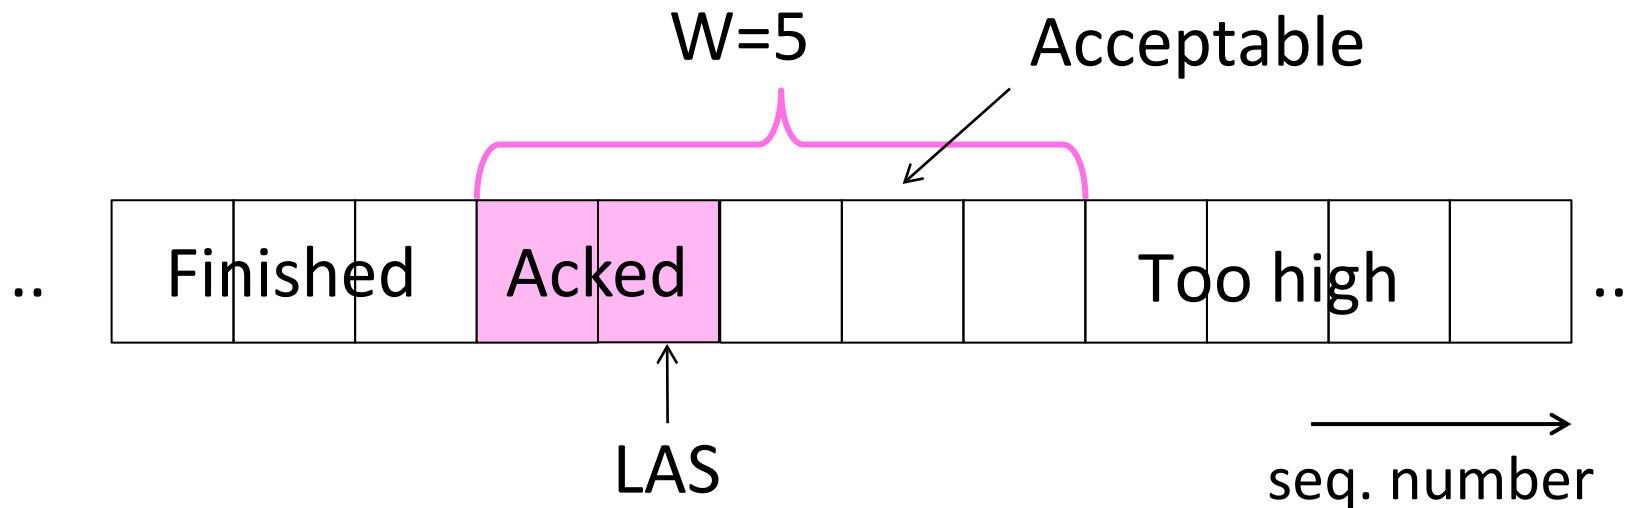 W=5
Acceptable
..
Finished
Acked
Too high
..
LAS
seq. number